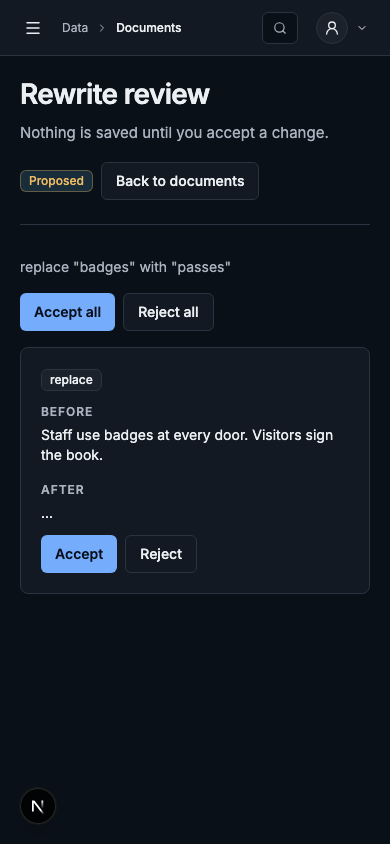 Data > Documents
Rewrite review
Nothing is saved until you accept a change.
Proposed
Back to documents
replace "badges" with "passes"
Accept all
Reject all
replace
BEFORE
Staff use badges at every door. Visitors sign
the book.
AFTER
...
Accept
Reject
N